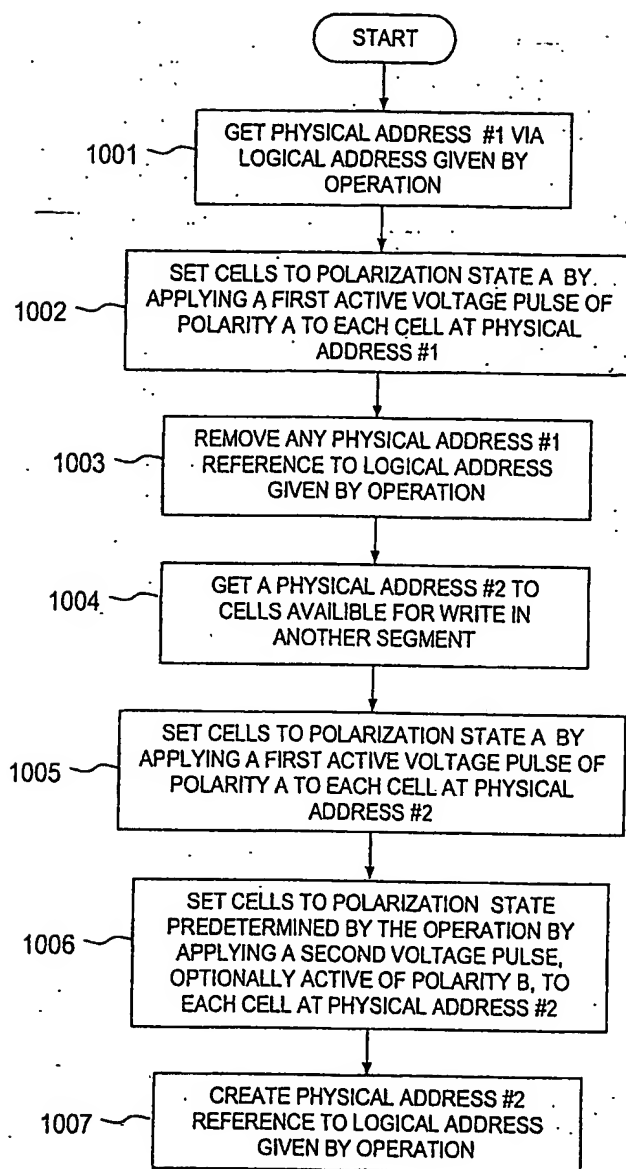 START
1001
GET PHYSICAL ADDRESS #1 VIA
LOGICAL ADDRESS GIVEN BY
OPERATION
1002
SET CELLS TO POLARIZATION STATE A BY
APPLYING A FIRST ACTIVE VOLTAGE PULSE OF
POLARITY A TO EACH CELL AT PHYSICAL
ADDRESS #1
1003
REMOVE ANY PHYSICAL ADDRESS #1
REFERENCE TO LOGICAL ADDRESS
GIVEN BY OPERATION
1004
GET A PHYSICAL ADDRESS #2 TO
CELLS AVAILIBLE FOR WRITE IN
ANOTHER SEGMENT
1005
SET CELLS TO POLARIZATION STATE A BY
APPLYING A FIRST ACTIVE VOLTAGE PULSE OF
POLARITY A TO EACH CELL AT PHYSICAL
ADDRESS #2
1006
SET CELLS TO POLARIZATION STATE
PREDETERMINED BY THE OPERATION BY
APPLYING A SECOND VOLTAGE PULSE,
OPTIONALLY ACTIVE OF POLARITY B, TO
EACH CELL AT PHYSICAL ADDRESS #2
1007
CREATE PHYSICAL ADDRESS #2
REFERENCE TO LOGICAL ADDRESS
GIVEN BY OPERATION